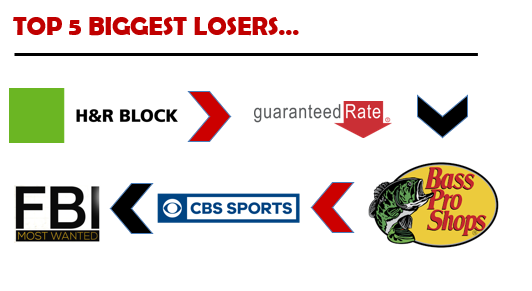 TOP 5 BIGGEST LOSERS...
H&R BLOCK
guaranteedRate®
Bass
Pro
Shops
CBS SPORTS
FBI
MOST WANTED